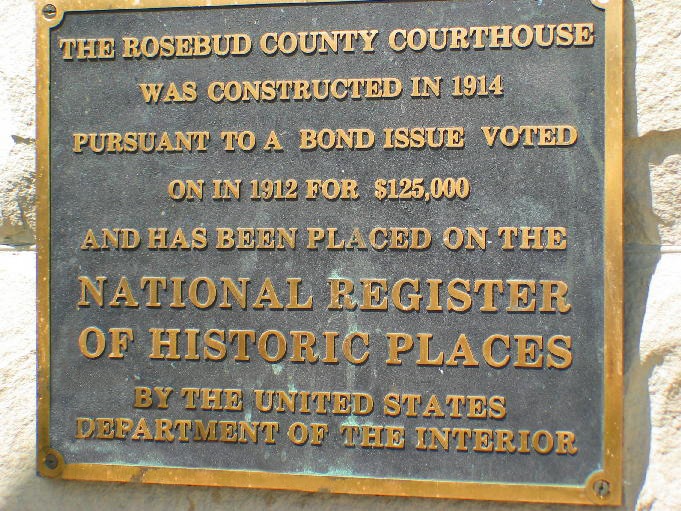 THE ROSEBUD COUNTY COURTHOUSE
WAS CONSTRUCTED IN 1914
PURSUANT TO A BOND ISSUE VOTED
ON IN 1912 FOR $125,000
AND HAS BEEN PLACED ON THE
NATIONAL REGISTER
OF HISTORIC PLACES
BY THE UNITED STATES
DEPARTMENT OF THE INTERIOR